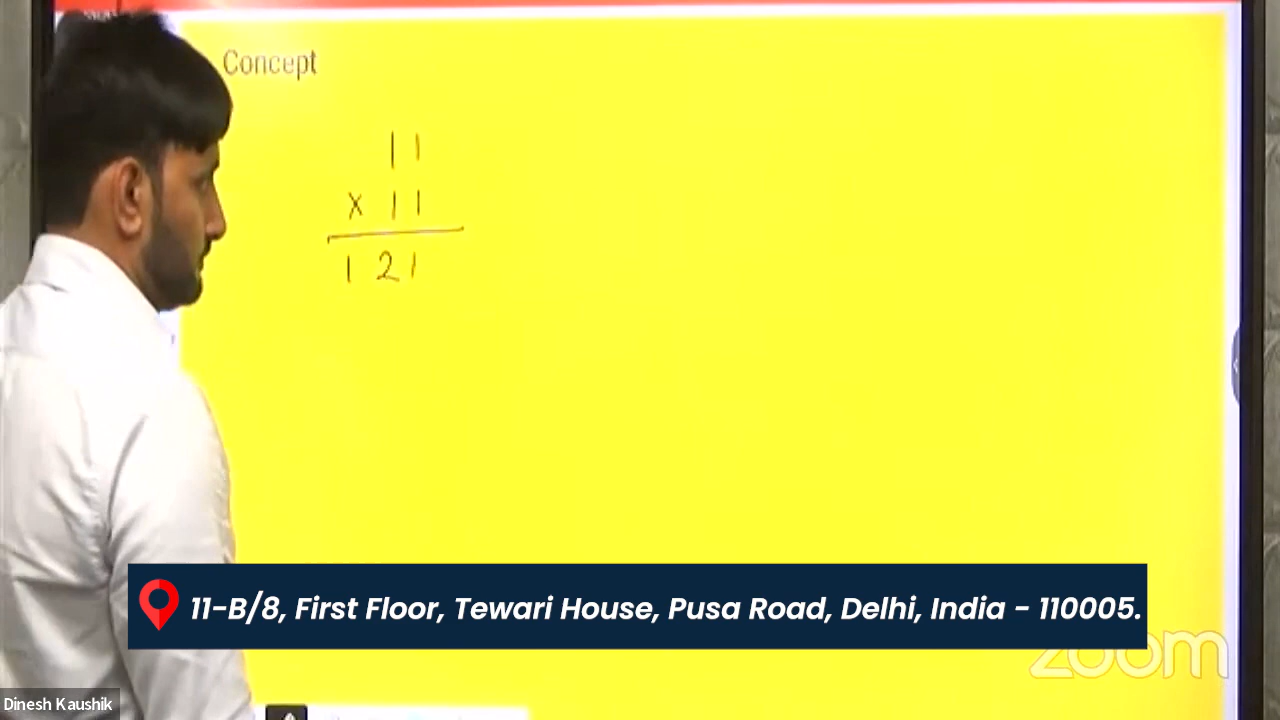 Concept
11
x 11
121
11-B/8, First Floor, Tewari House, Pusa Road, Delhi, India - 110005.
zoom
Dinesh Kaushik